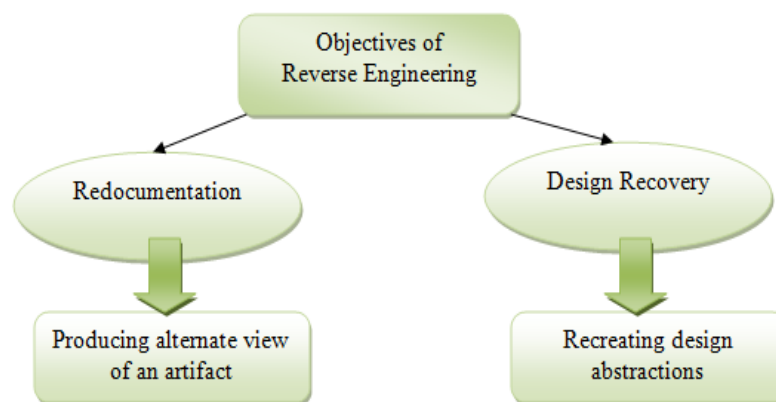 Objectives of
Reverse Engineering
Redocumentation
Design Recovery
Producing alternate view
of an artifact
Recreating design
abstractions